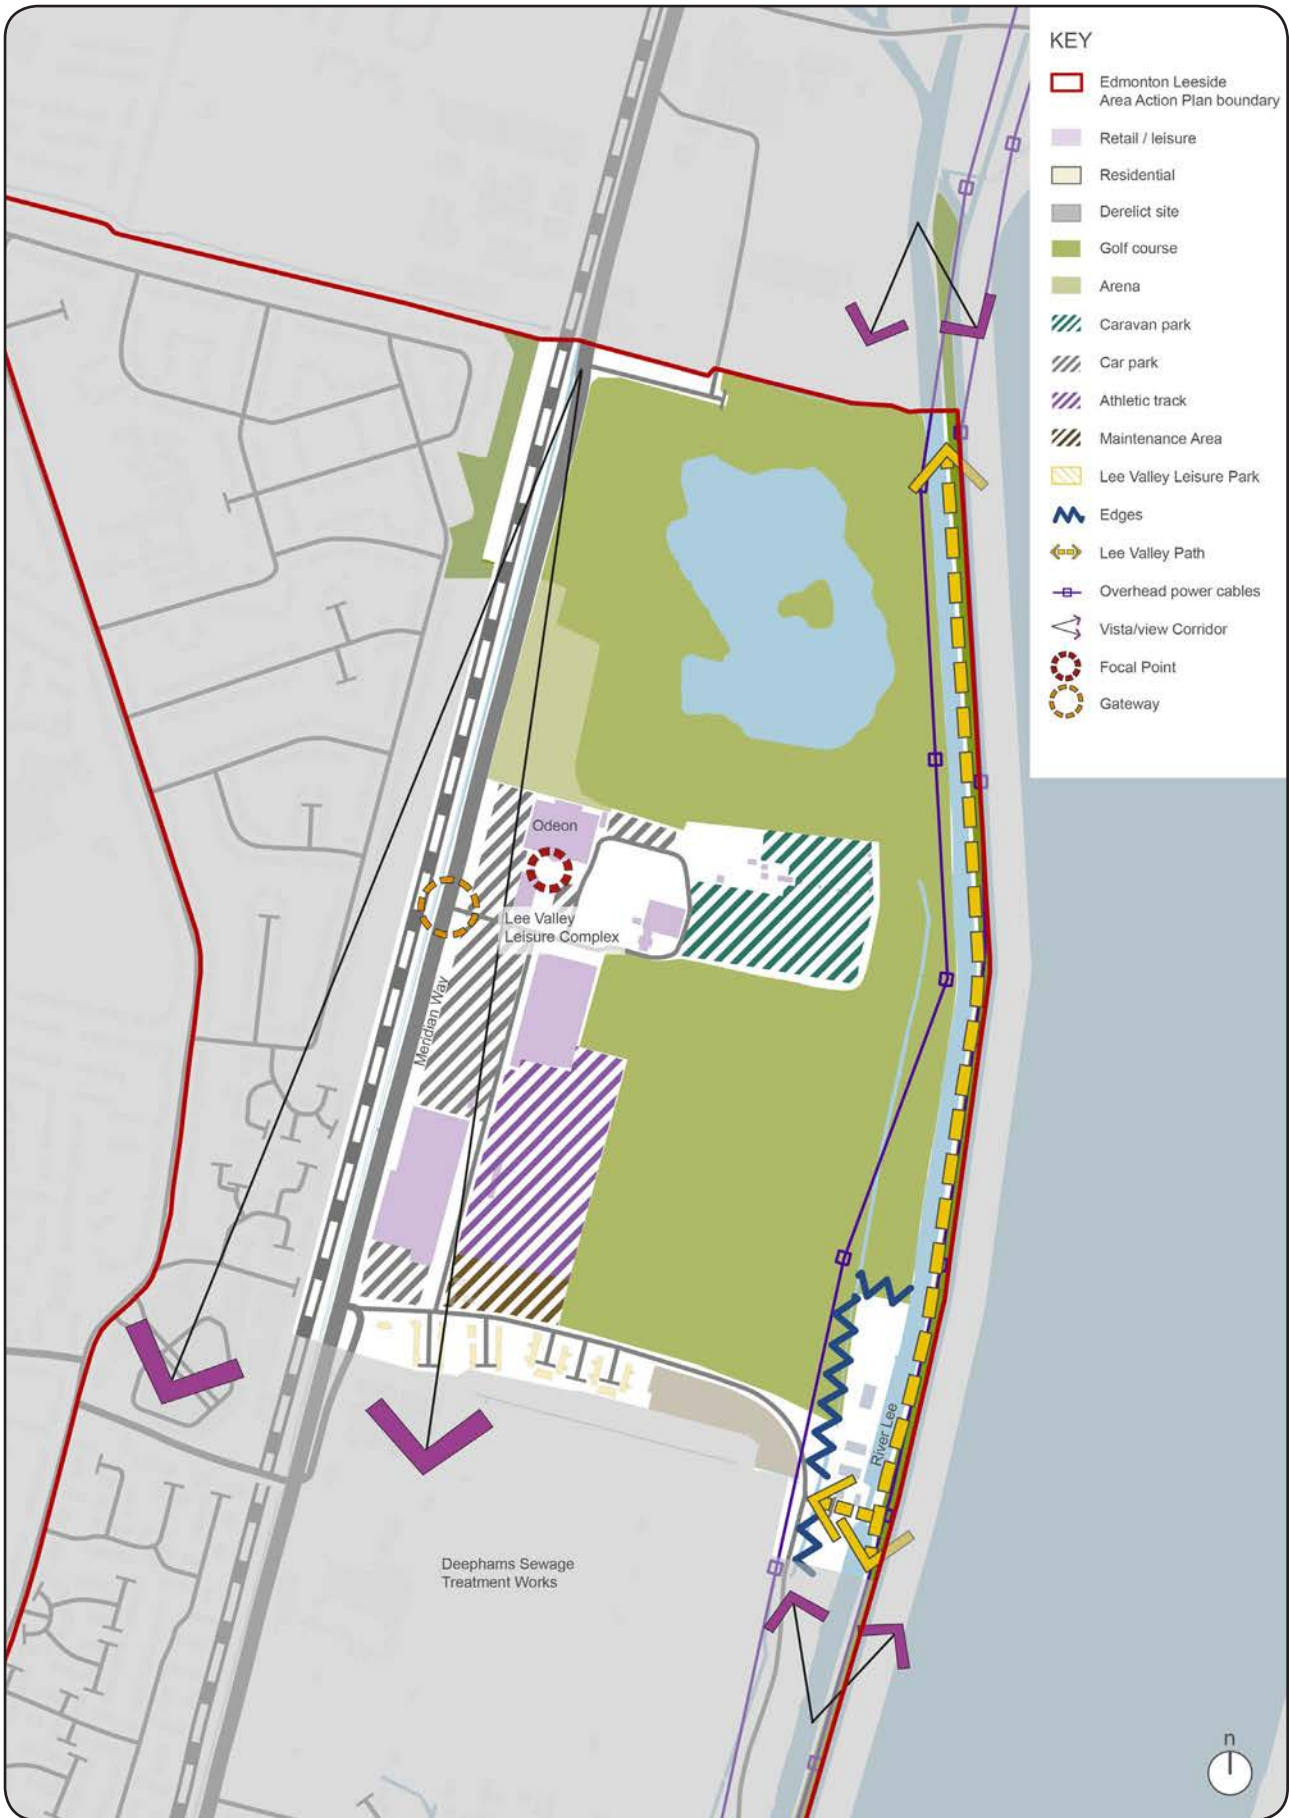 KEY
Edmonton Leeside
Area Action Plan boundary
Retail / leisure
Residential
Derelict site
Golf course
Arena
Caravan park
Car park
Athletic track
Maintenance Area
Lee Valley Leisure Park
Edges
Lee Valley Path
Overhead power cables
Vista/view Corridor
Focal Point
Gateway
Odeon
Lee Valley
Leisure Complex
Meridian Way
River Lee
Deephams Sewage
Treatment Works
n